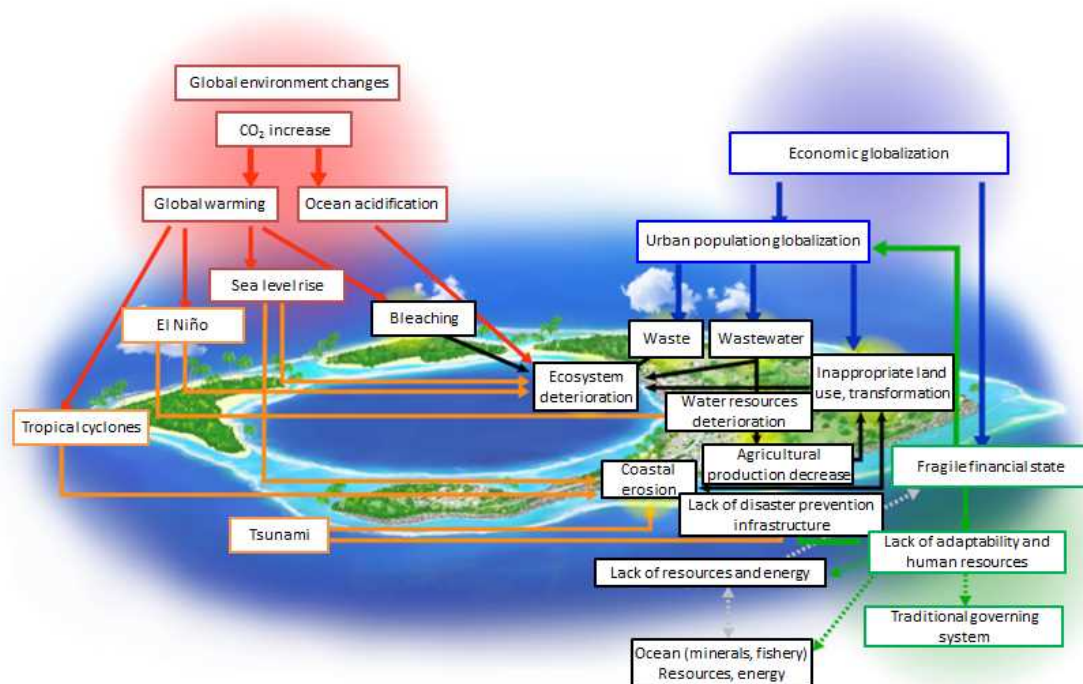 Global environment changes
CO₂ increase
Economic globalization
Global warming
Ocean acidification
Urban population globalization
Sea level rise
El Niño
Bleaching
Waste
Wastewater
Ecosystem
deterioration
Inappropriate land
use, transformation
Water resources
deterioration
Tropical cyclones
Agricultural
production decrease
Fragile financial state
Coastal
erosion
Lack of disaster prevention
infrastructure
Tsunami
Lack of adaptability and
human resources
Lack of resources and energy
Traditional governing
system
Ocean (minerals, fishery)
Resources, energy